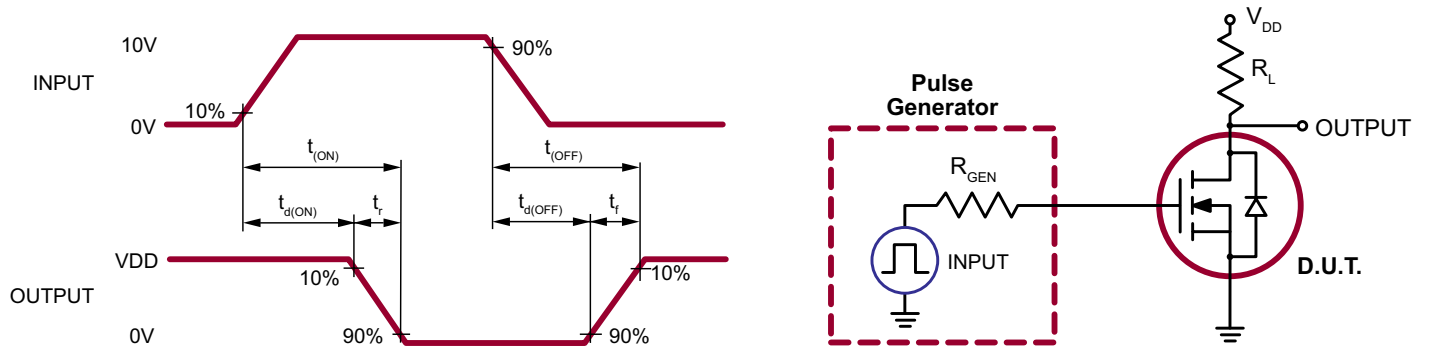 10V
INPUT
10%
0V
90%
t(ON)
t(OFF)
td(ON)
tr
td(OFF)
tf
VDD
OUTPUT
10%
0V
90%
90%
10%
Pulse
Generator
RGEN
INPUT
VDD
RL
OUTPUT
D.U.T.